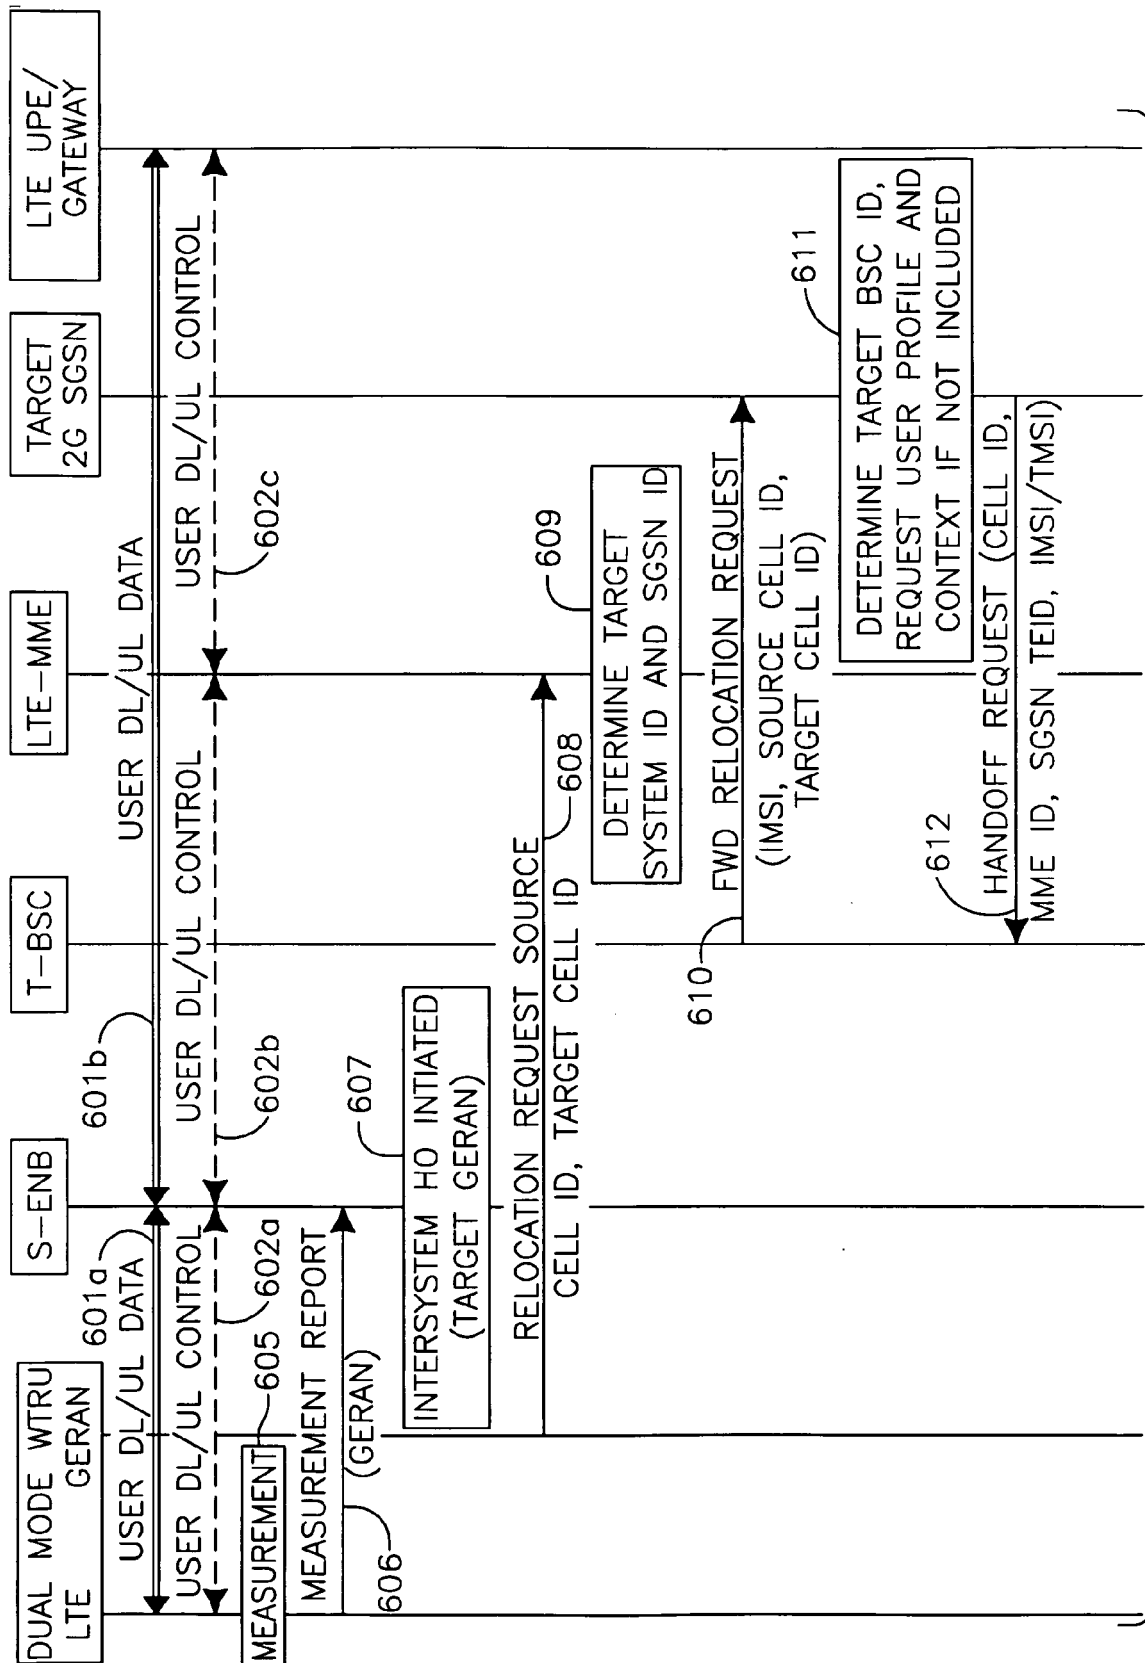 DUAL MODE WTRU
LTE GERAN
S-ENB
T-BSC
LTE-MME
TARGET
2G SGSN
LTE UPE/
GATEWAY
601a
USER DL/UL DATA
601b
USER DL/UL DATA
USER DL/UL CONTROL
602a
USER DL/UL CONTROL
602b
USER DL/UL CONTROL
602c
MEASUREMENT
605
MEASUREMENT REPORT
(GERAN)
606
607
INTERSYSTEM HO INTIATED
(TARGET GERAN)
RELOCATION REQUEST SOURCE
CELL ID, TARGET CELL ID
608
609
DETERMINE TARGET
SYSTEM ID AND SGSN ID
610
FWD RELOCATION REQUEST
(IMSI, SOURCE CELL ID,
TARGET CELL ID)
611
DETERMINE TARGET BSC ID,
REQUEST USER PROFILE AND
CONTEXT IF NOT INCLUDED
612
HANDOFF REQUEST (CELL ID,
MME ID, SGSN TEID, IMSI/TMSI)